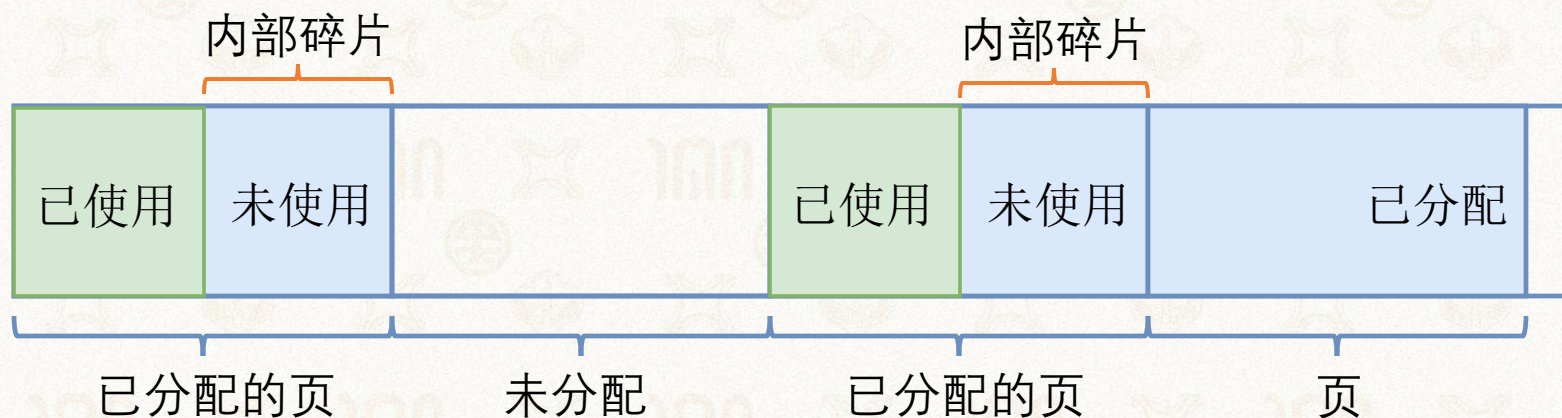 内部碎片 内部碎片
已使用 未使用 已使用 未使用 已分配
已分配的页 未分配 已分配的页 页